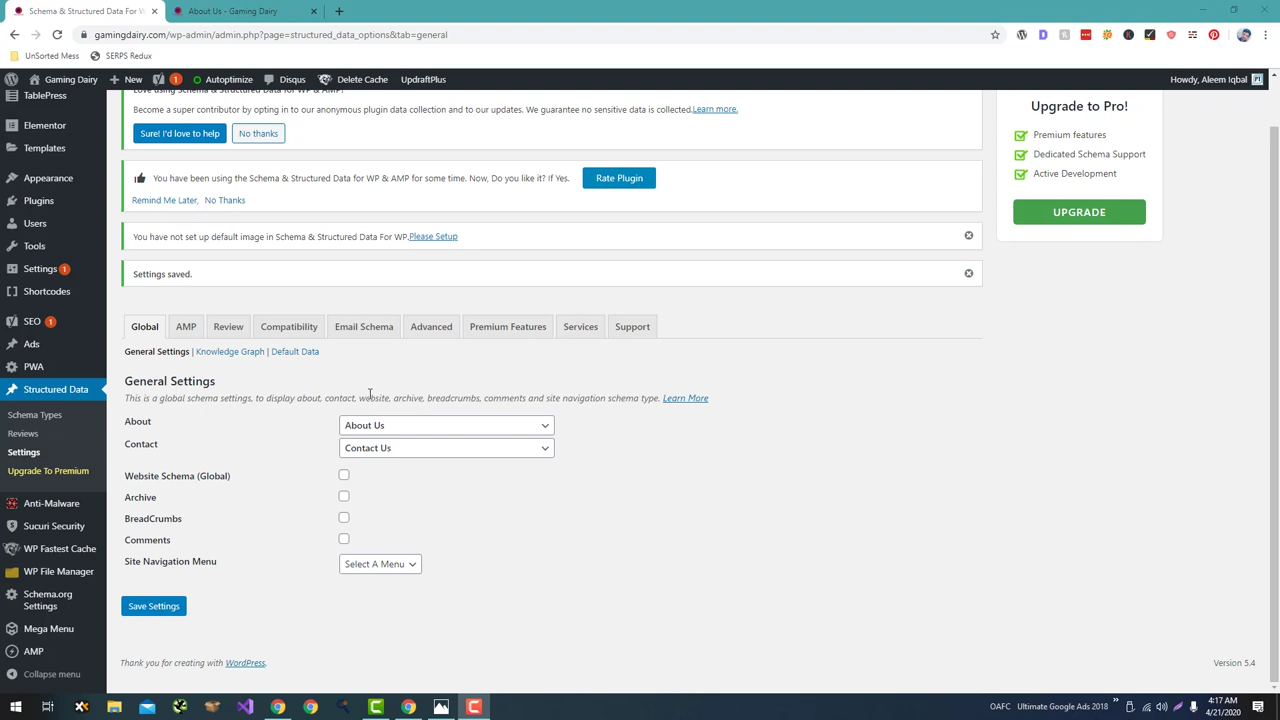 Schema & Structured Data For W
About Us - Gaming Dairy
gamingdairy.com/wp-admin/admin.php?page=structured_data_options&tab=general
UnSorted Mess
SERPS Redux
Gaming Dairy
1
New
Autoptimize
Disqus
Delete Cache
UpdraftPlus
Howdy, Aleem Iqbal
TablePress
Elementor
Templates
Appearance
Plugins
Users
Tools
Settings 1
Shortcodes
SEO 1
Ads
PWA
Structured Data
Schema Types
Reviews
Settings
Upgrade To Premium
Anti-Malware
Sucuri Security
WP Fastest Cache
WP File Manager
Schema.org
Settings
Mega Menu
AMP
Collapse menu
Love using Schema & Structured Data for WP & AMP?
Become a super contributor by opting in to our anonymous plugin data collection and to our updates. We guarantee no sensitive data is collected.Learn more.
Sure! I'd love to help
No thanks
You have been using the Schema & Structured Data for WP & AMP for some time. Now, Do you like it? If Yes.
Rate Plugin
Remind Me Later,
No Thanks
You have not set up default image in Schema & Structured Data For WP.Please Setup
Settings saved.
Upgrade to Pro!
Premium features
Dedicated Schema Support
Active Development
UPGRADE
Global
AMP
Review
Compatibility
Email Schema
Advanced
Premium Features
Services
Support
General Settings | Knowledge Graph | Default Data
General Settings
This is a global schema settings, to display about, contact, website, archive, breadcrumbs, comments and site navigation schema type. Learn More
About
About Us
Contact
Contact Us
Website Schema (Global)
Archive
BreadCrumbs
Comments
Site Navigation Menu
Select A Menu
Save Settings
Thank you for creating with WordPress.
Version 5.4
OAFC
Ultimate Google Ads 2018
4:17 AM
4/21/2020